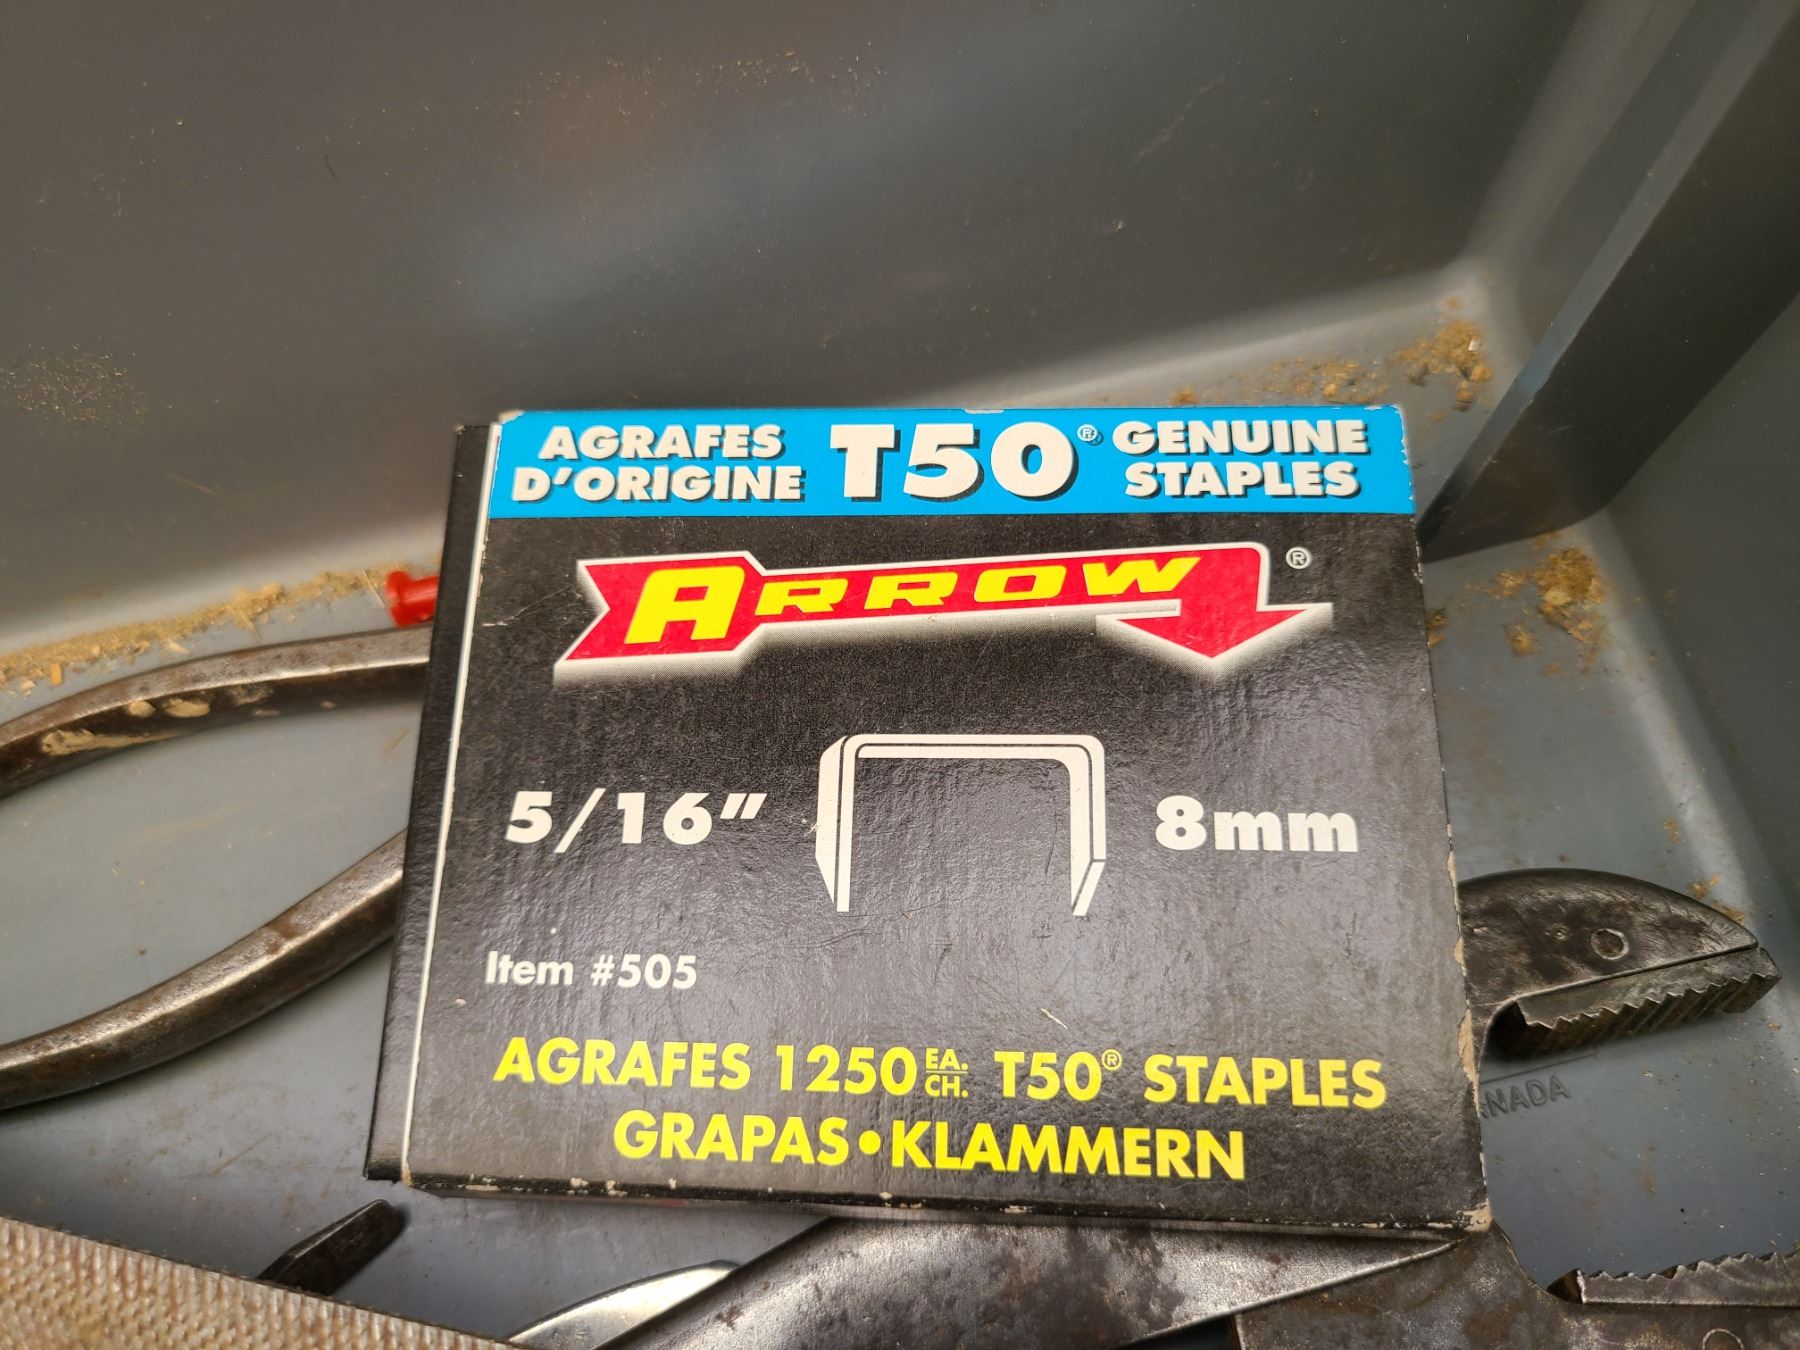 AGRAFES D'ORIGINE T50® GENUINE STAPLES
ARROW®
5/16" 8mm
Item #505
AGRAFES 1250 EA. CH. T50® STAPLES
GRAPAS • KLAMMERN